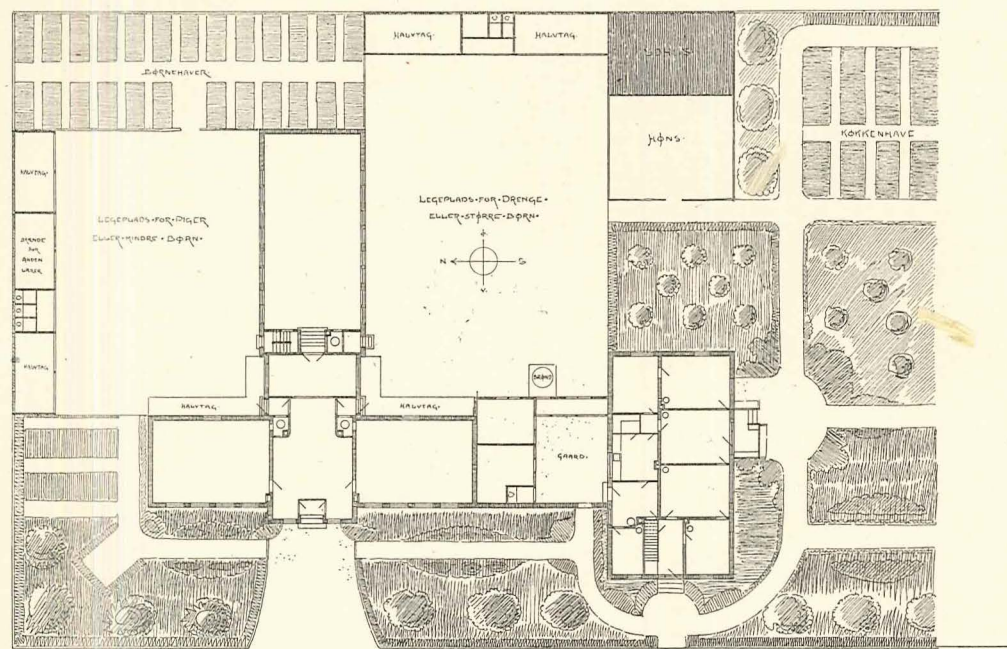 HALVTAG.
HALVTAG.
BØRNEHAVER
HØNS.
KØKKENHAVE
HALVTAG.
LEGEPLADS·FOR·PIGER
ELLER·MINDRE·BØRN·
LEGEPLADS·FOR·DRENGE·
ELLER·STØRRE·BØRN·
N
S
V.
HALVTAG
BRØND
HALVTAG.
HALVTAG.
GAARD.